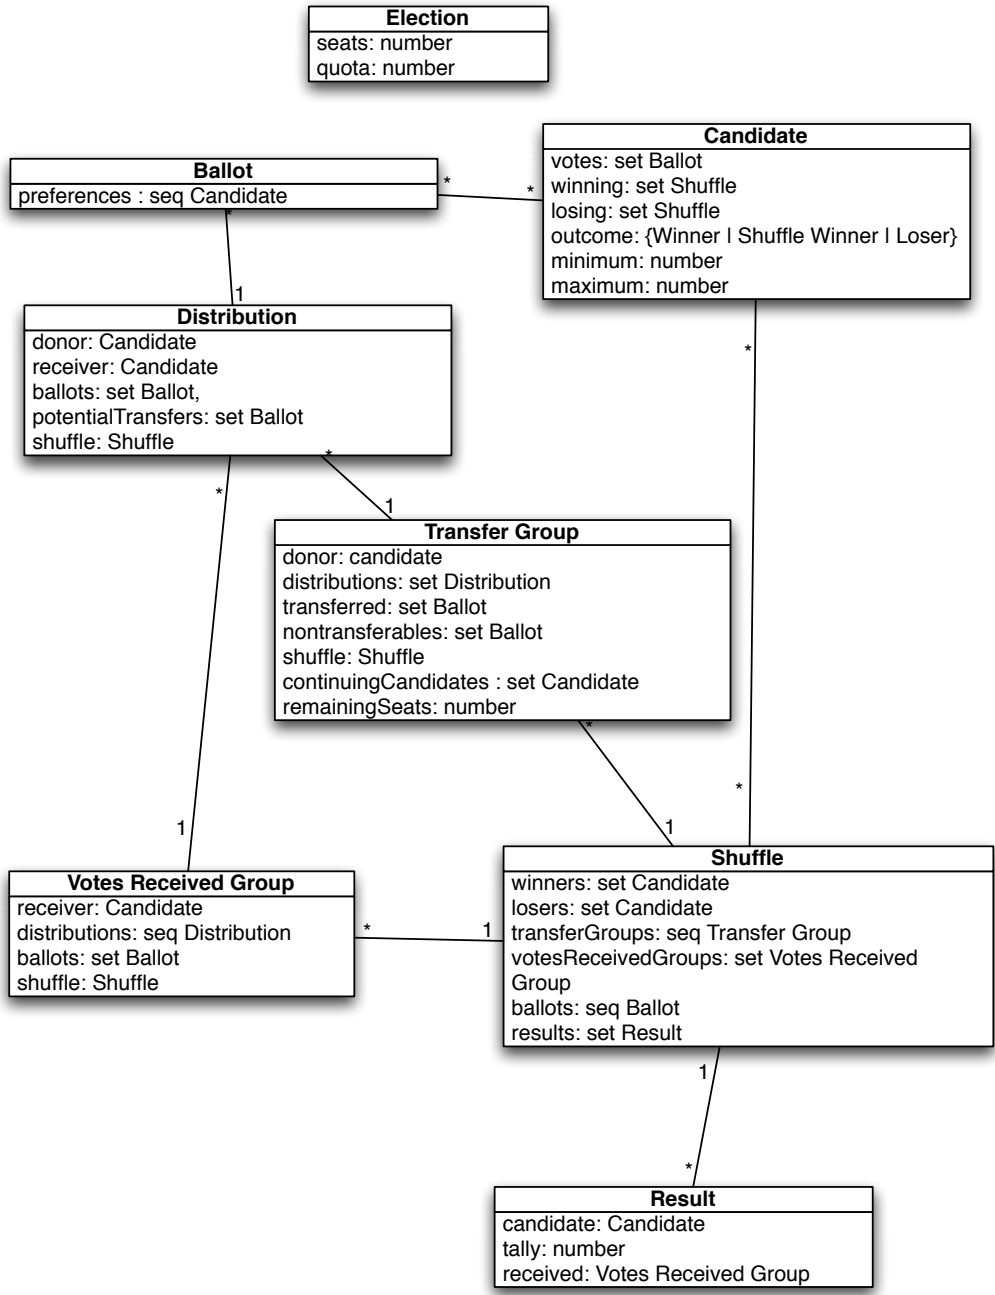 Election
seats: number
quota: number
Candidate
votes: set Ballot
winning: set Shuffle
losing: set Shuffle
outcome: {Winner | Shuffle Winner | Loser}
minimum: number
maximum: number
Ballot
preferences : seq Candidate
*
*
*
1
Distribution
donor: Candidate
receiver: Candidate
ballots: set Ballot,
potentialTransfers: set Ballot
shuffle: Shuffle
*
*
*
1
Transfer Group
donor: candidate
distributions: set Distribution
transferred: set Ballot
nontransferables: set Ballot
shuffle: Shuffle
continuingCandidates : set Candidate
remainingSeats: number
*
*
1
1
Votes Received Group
receiver: Candidate
distributions: seq Distribution
ballots: set Ballot
shuffle: Shuffle
*
1
Shuffle
winners: set Candidate
losers: set Candidate
transferGroups: seq Transfer Group
votesReceivedGroups: set Votes Received
Group
ballots: seq Ballot
results: set Result
1
*
Result
candidate: Candidate
tally: number
received: Votes Received Group